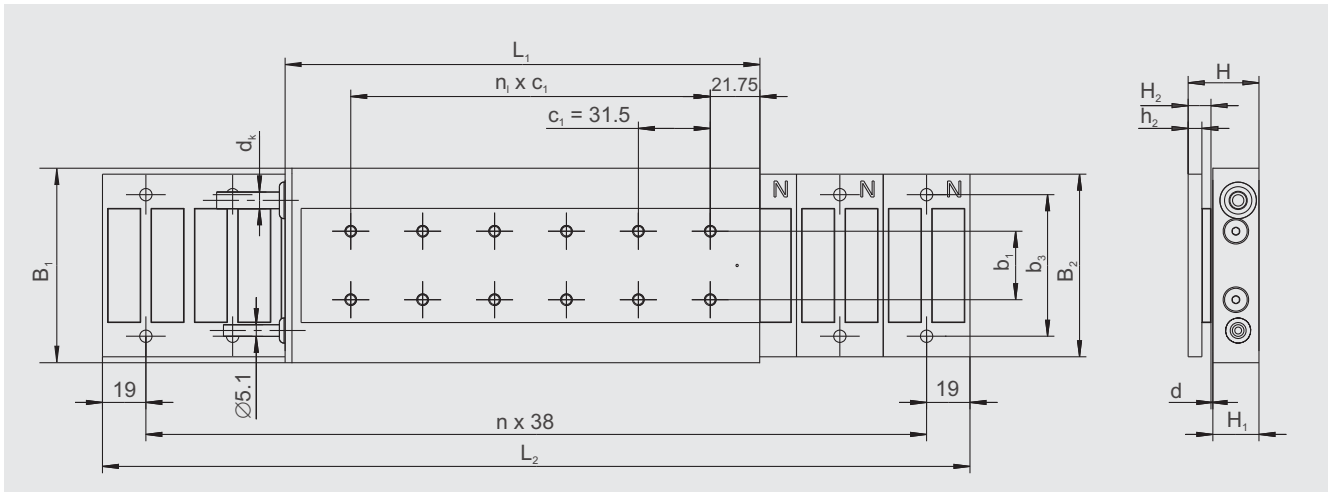 L₁
nₗ x c₁
21.75
c₁ = 31.5
dₖ
H
H₂
h₂
N
N
N
B₁
b₁
b₃
B₂
19
Ø5.1
19
d
H₁
n x 38
L₂